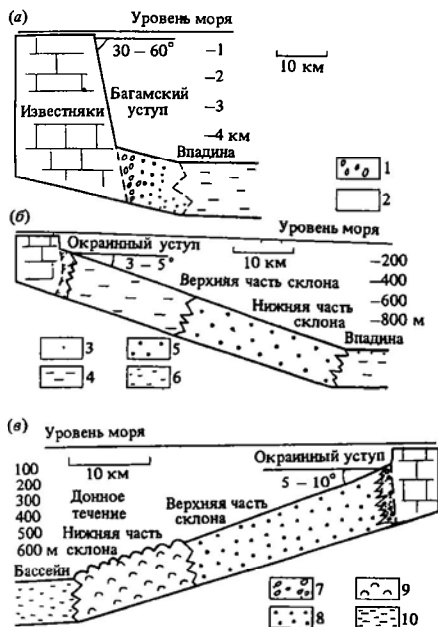 (а)
Уровень моря
30 – 60°
–1
10 км
–2
Багамский
уступ
–3
Известняки
–4 км
Впадина
1
2
(б)
Уровень моря
Окраинный уступ
3 – 5°
10 км
–200
Верхняя часть склона
–400
Нижняя часть
склона
–600
–800 м
Впадина
3
5
4
6
(в)
Уровень моря
10 км
Окраинный уступ
5 – 10°
100
200
300
400
500
600 м
Донное
течение
Верхняя часть
склона
Нижняя часть
склона
Бассейн
7
9
8
10